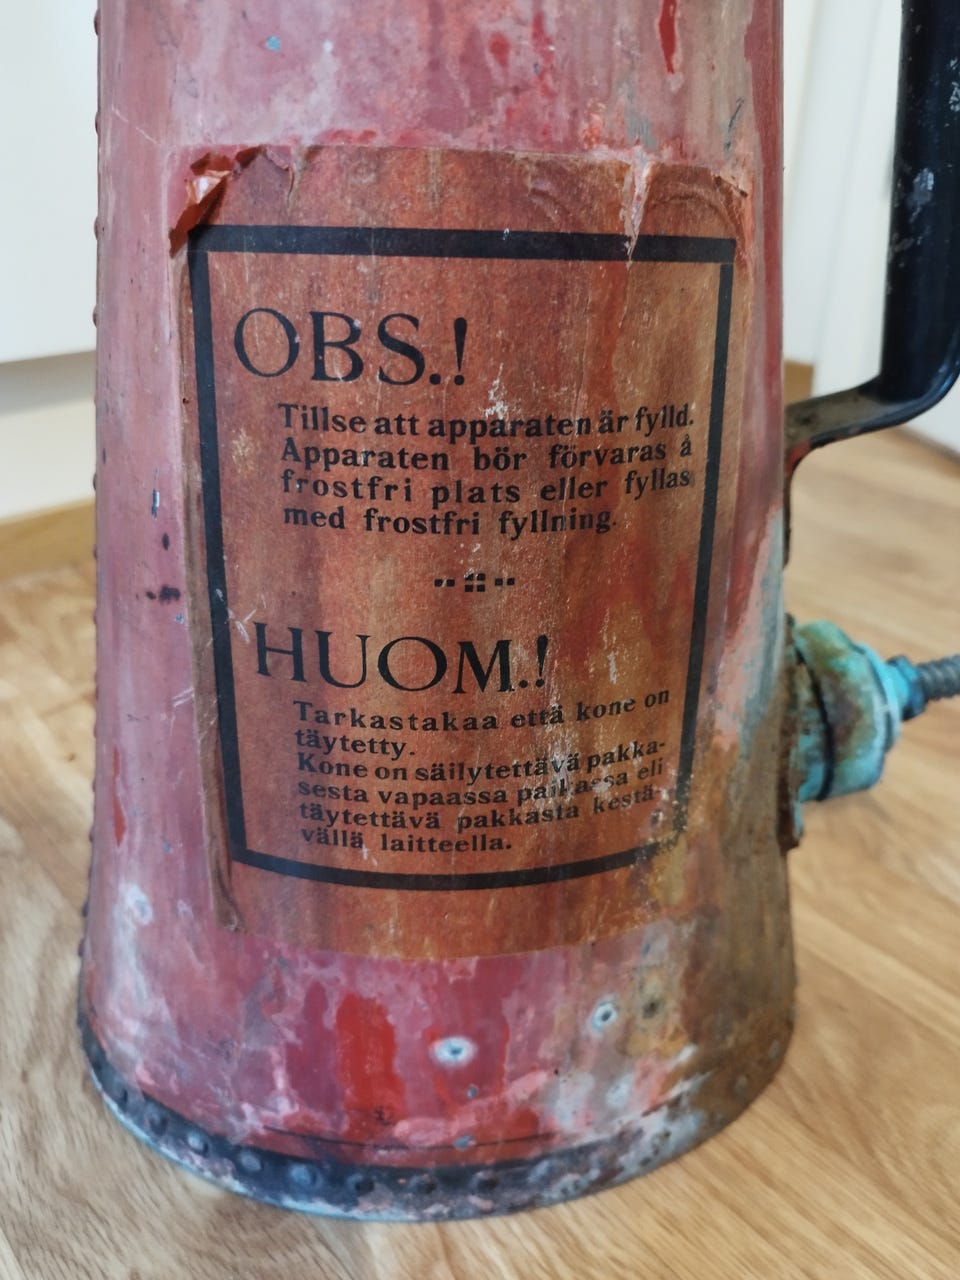 OBS.!
Tillse att apparaten är fylld.
Apparaten bör förvaras å
frostfri plats eller fyllas
med frostfri fyllning.
HUOM.!
Tarkastakaa että kone on
täytetty.
Kone on säilytettävä pakka-
sesta vapaassa paikassa eli
täytettävä pakkasta kestä-
vällä laitteella.